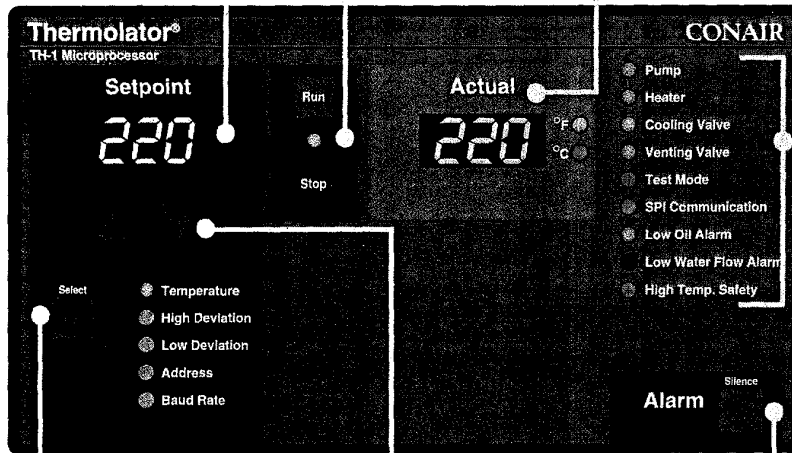 Thermolator®
TH-1 Microprocessor
CONAIR
Setpoint
220
Run
Stop
Actual
220
°F
°C
Pump
Heater
Cooling Valve
Venting Valve
Test Mode
SPI Communication
Low Oil Alarm
Low Water Flow Alarm
High Temp. Safety
Select
Temperature
High Deviation
Low Deviation
Address
Baud Rate
Alarm
Silence